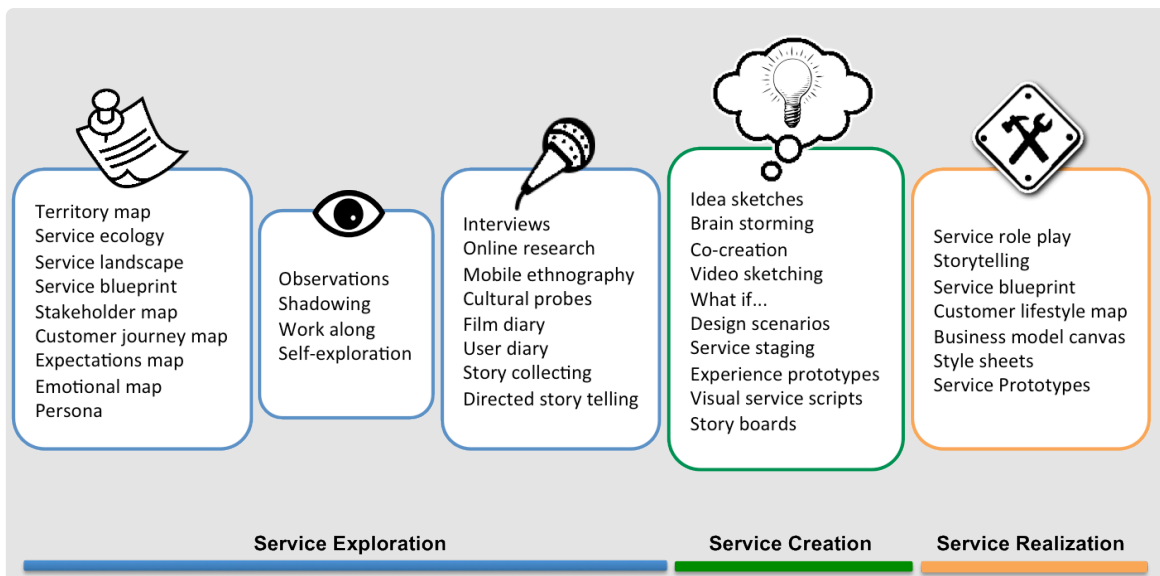 Territory map
Service ecology
Service landscape
Service blueprint
Stakeholder map
Customer journey map
Expectations map
Emotional map
Persona
Observations
Shadowing
Work along
Self-exploration
Interviews
Online research
Mobile ethnography
Cultural probes
Film diary
User diary
Story collecting
Directed story telling
Idea sketches
Brain storming
Co-creation
Video sketching
What if...
Design scenarios
Service staging
Experience prototypes
Visual service scripts
Story boards
Service role play
Storytelling
Service blueprint
Customer lifestyle map
Business model canvas
Style sheets
Service Prototypes
Service Exploration
Service Creation
Service Realization